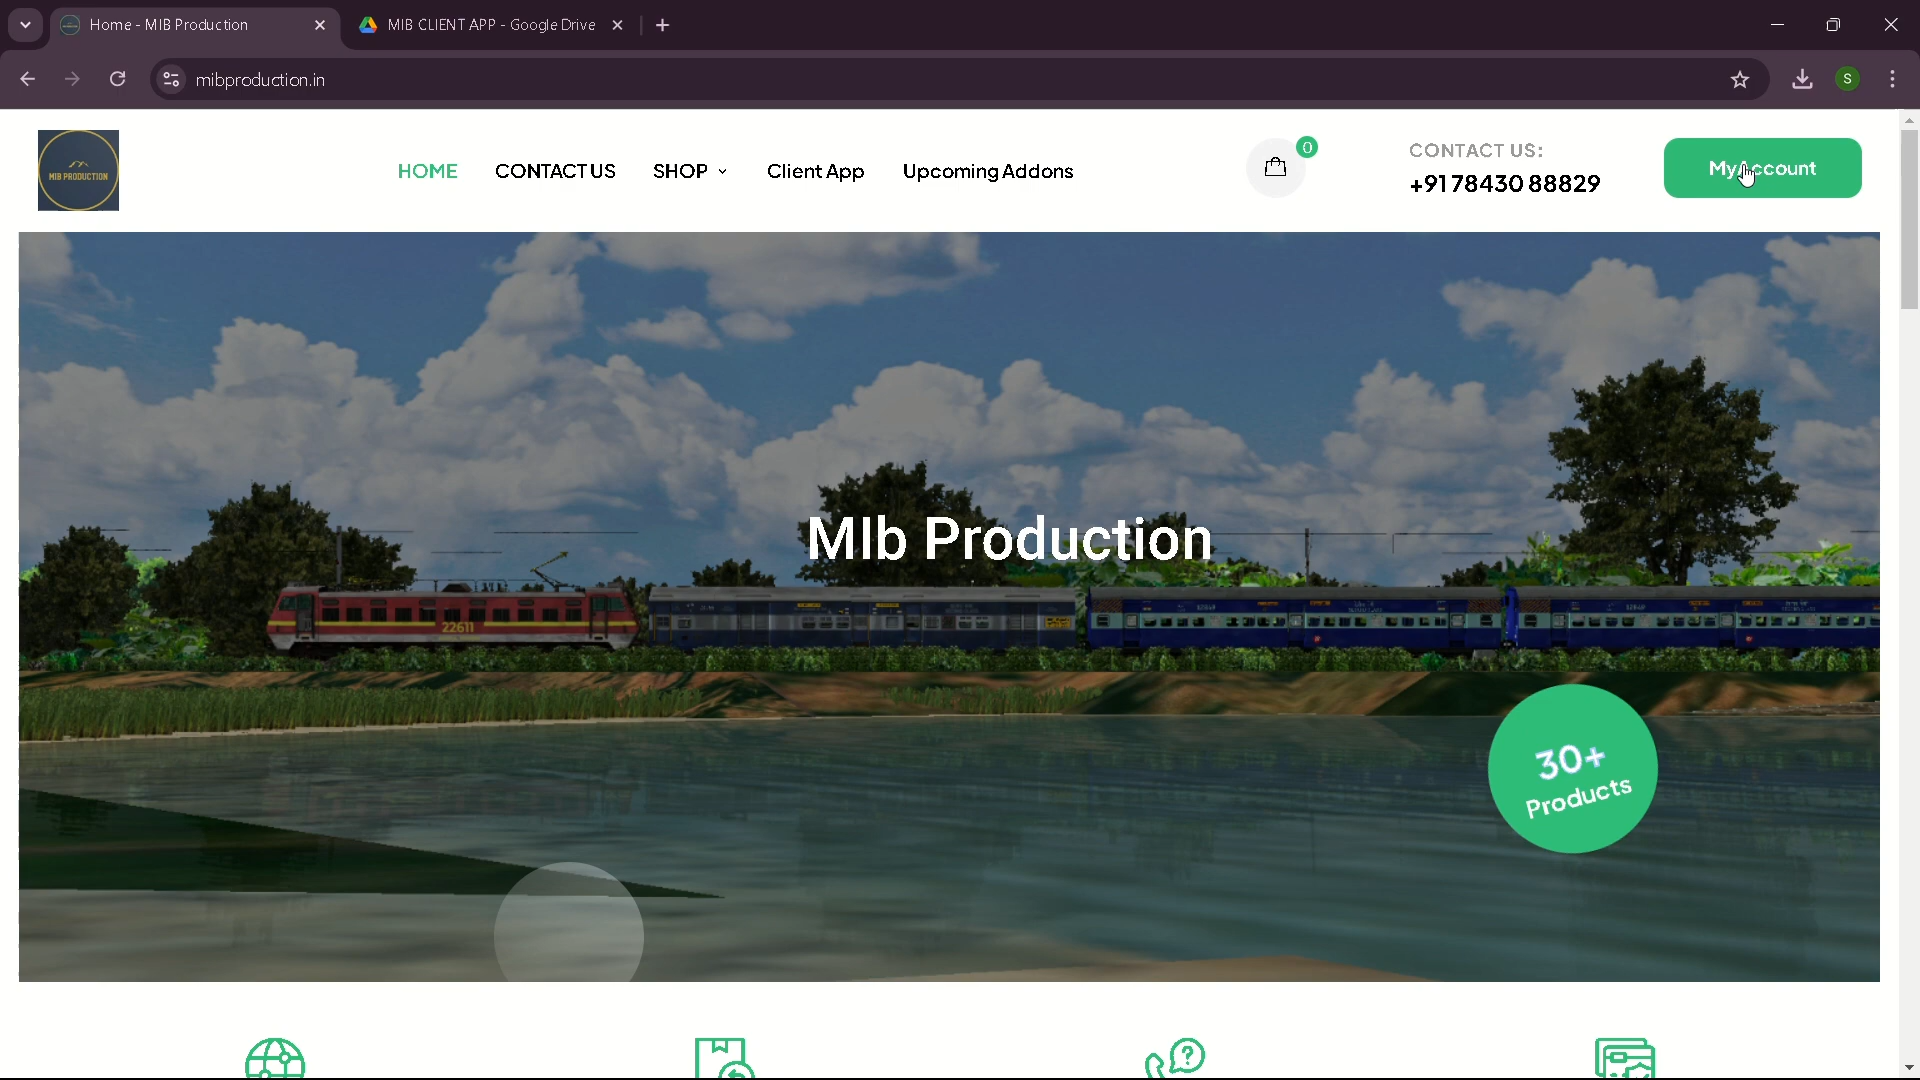 Home - MIB Production
MIB CLIENT APP - Google Drive
S
mibproduction.in
MIB PRODUCTION
HOME
CONTACT US
SHOP
Client App
Upcoming Addons
0
CONTACT US:
+91 78430 88829
My Account
MIb Production
22611
30+
Products